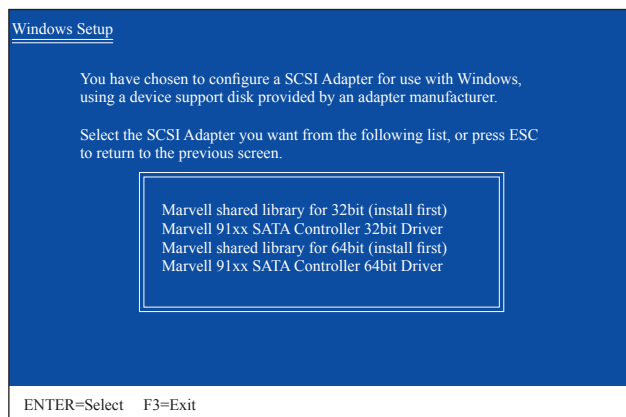 Windows Setup
You have chosen to configure a SCSI Adapter for use with Windows,
using a device support disk provided by an adapter manufacturer.
Select the SCSI Adapter you want from the following list, or press ESC
to return to the previous screen.
Marvell shared library for 32bit (install first)
Marvell 91xx SATA Controller 32bit Driver
Marvell shared library for 64bit (install first)
Marvell 91xx SATA Controller 64bit Driver
ENTER=Select F3=Exit